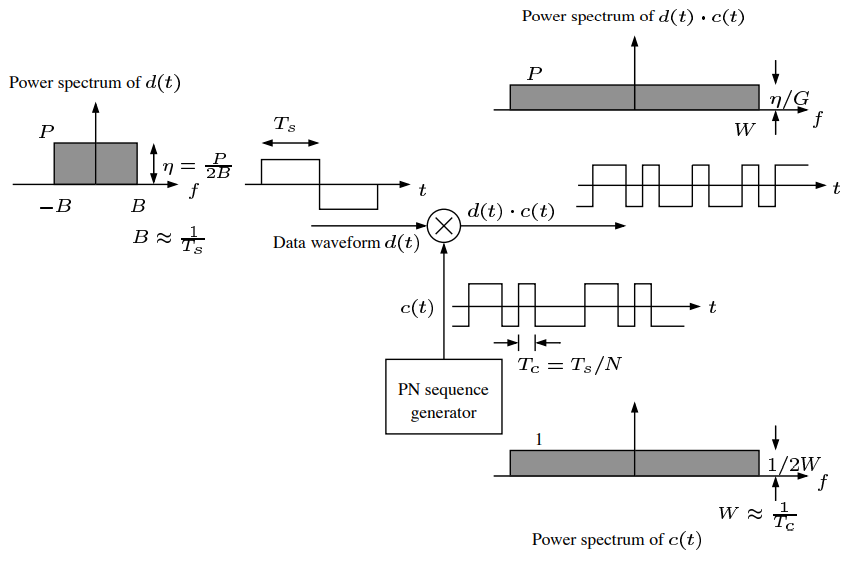 Power spectrum of d(t) · c(t)
P
η/G
f
W
Power spectrum of d(t)
P
η = P/2B
f
−B
B
B ≈ 1/T_s
T_s
t
Data waveform d(t)
d(t) · c(t)
t
c(t)
t
T_c = T_s/N
PN sequence
generator
1
1/2W
f
W ≈ 1/T_c
Power spectrum of c(t)